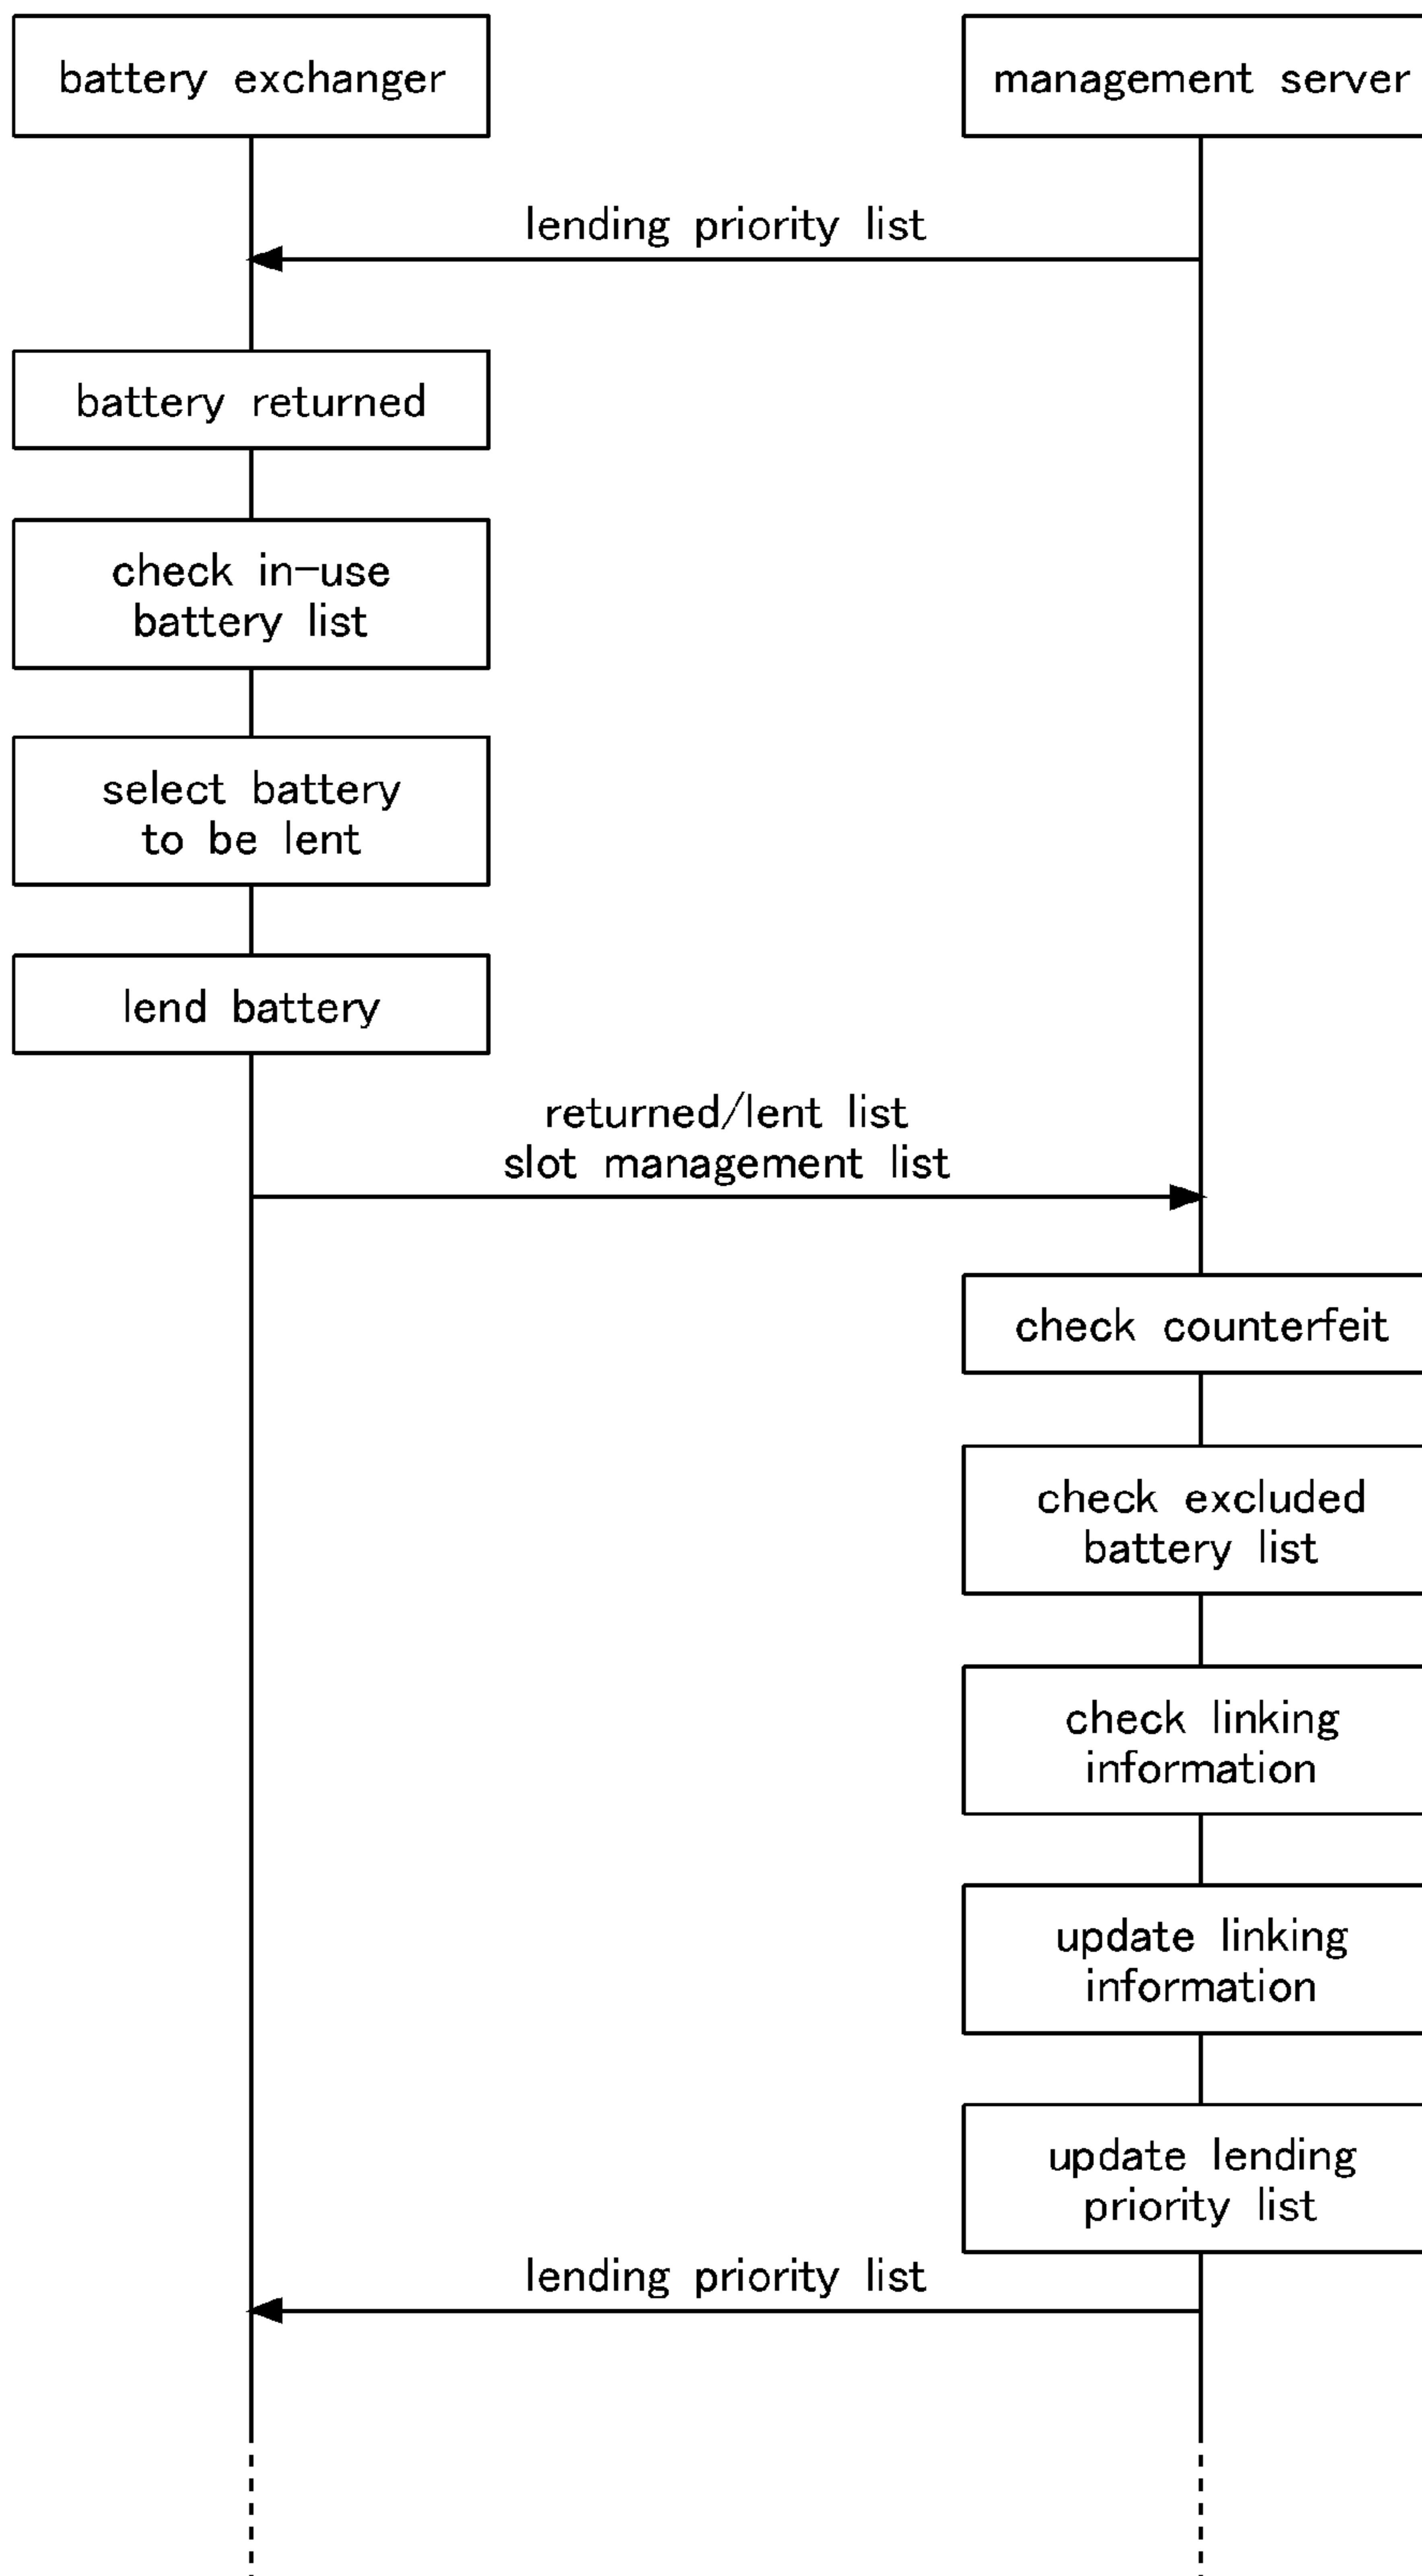 battery exchanger
management server
lending priority list
battery returned
check in-use
battery list
select battery
to be lent
lend battery
returned/lent list
slot management list
check counterfeit
check excluded
battery list
check linking
information
update linking
information
update lending
priority list
lending priority list